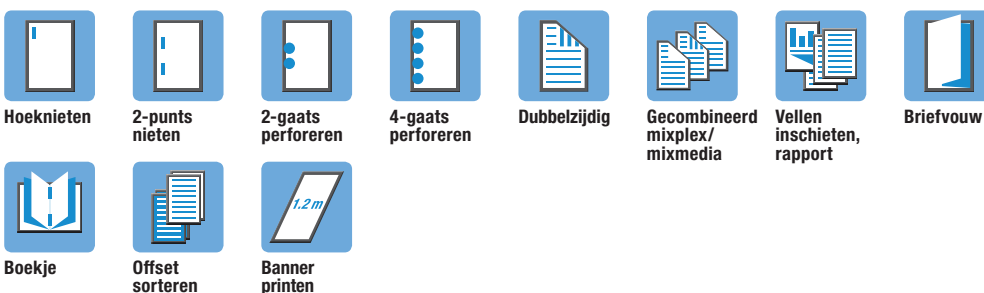 Hoeknieten
2-punts
nieten
2-gaats
perforeren
4-gaats
perforeren
Dubbelzijdig
Gecombineerd
mixplex/
mixmedia
Vellen
inschieten,
rapport
Briefvouw
1.2 m
Boekje
Offset
sorteren
Banner
printen